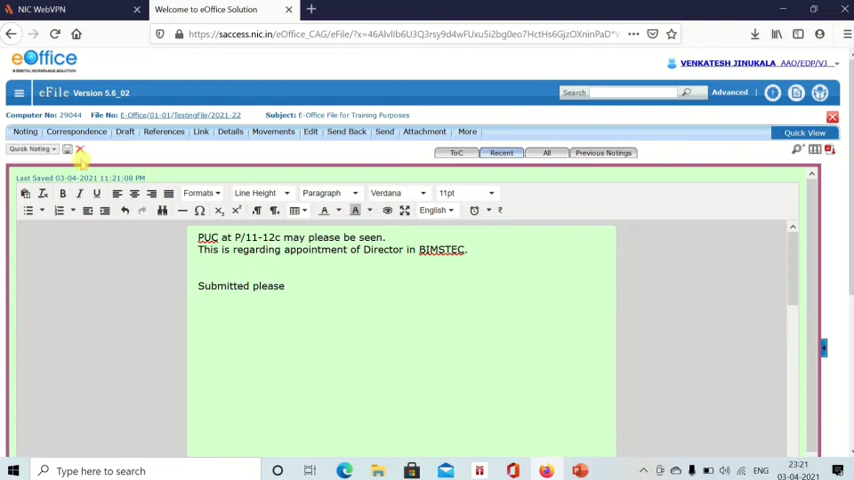 NIC WebVPN
Welcome to eOffice Solution
https://saccess.nic.in/eOffice_CAG/eFile/?x=46AlvIlb6U3Q3rsy9d4wFUxu5i2bg0eo7HctHs6GjzOXninPaD*V
eOffice
A DIGITAL WORKPLACE SOLUTION
VENKATESH JINUKALA AAO/EDP/VJ
eFile Version 5.6_02
Search
Advanced
Computer No: 29044 File No: E-Office/01-01/TestingFile/2021-22 Subject: E-Office File for Training Purposes
Noting Correspondence Draft References Link Details Movements Edit Send Back Send Attachment More Quick View
Quick Noting ToC Recent All Previous Notings
Last Saved 03-04-2021 11:21:08 PM
Formats Line Height Paragraph Verdana 11pt
English
PUC at P/11-12c may please be seen.
This is regarding appointment of Director in BIMSTEC.
Submitted please
Type here to search
ENG
23:21
03-04-2021